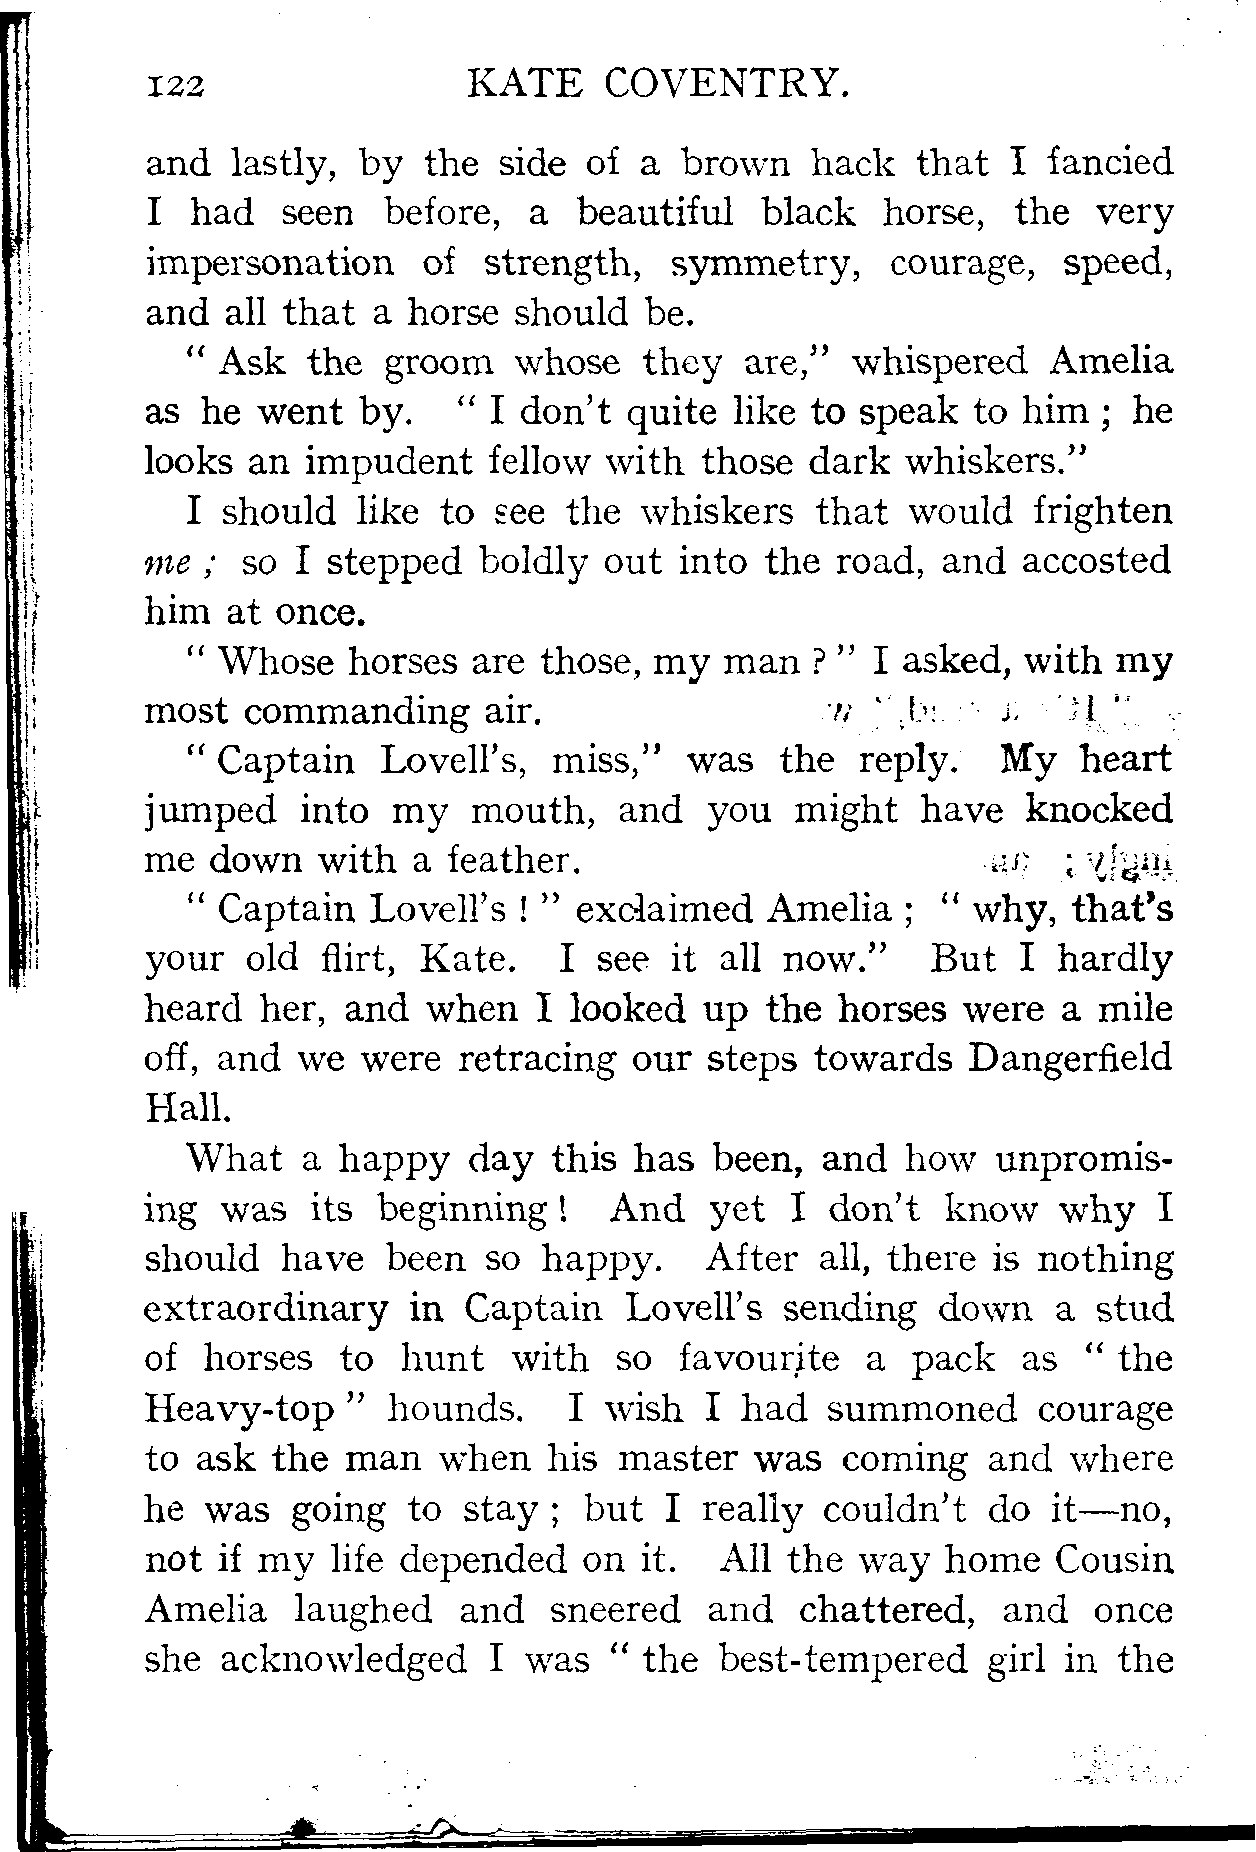 122 KATE COVENTRY.
and lastly, by the side of a brown hack that I fancied
I had seen before, a beautiful black horse, the very
impersonation of strength, symmetry, courage, speed,
and all that a horse should be.
“ Ask the groom whose they are,” whispered Amelia
as he went by. “ I don’t quite like to speak to him ; he
looks an impudent fellow with those dark whiskers.”
I should like to see the whiskers that would frighten
me ; so I stepped boldly out into the road, and accosted
him at once.
“ Whose horses are those, my man ? ” I asked, with my
most commanding air.
“ Captain Lovell’s, miss,” was the reply. My heart
jumped into my mouth, and you might have knocked
me down with a feather.
“ Captain Lovell’s ! ” exclaimed Amelia ; “ why, that’s
your old flirt, Kate. I see it all now.” But I hardly
heard her, and when I looked up the horses were a mile
off, and we were retracing our steps towards Dangerfield
Hall.
What a happy day this has been, and how unpromis-
ing was its beginning ! And yet I don’t know why I
should have been so happy. After all, there is nothing
extraordinary in Captain Lovell’s sending down a stud
of horses to hunt with so favourite a pack as “ the
Heavy-top ” hounds. I wish I had summoned courage
to ask the man when his master was coming and where
he was going to stay ; but I really couldn’t do it—no,
not if my life depended on it. All the way home Cousin
Amelia laughed and sneered and chattered, and once
she acknowledged I was “ the best-tempered girl in the